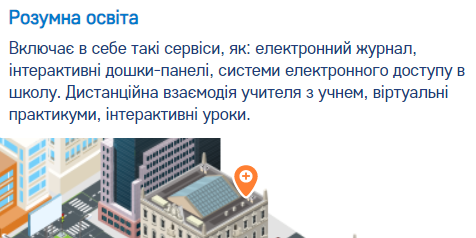 Розумна освіта
Включає в себе такі сервіси, як: електронний журнал,
інтерактивні дошки-панелі, системи електронного доступу в
школу. Дистанційна взаємодія учителя з учнем, віртуальні
практикуми, інтерактивні уроки.